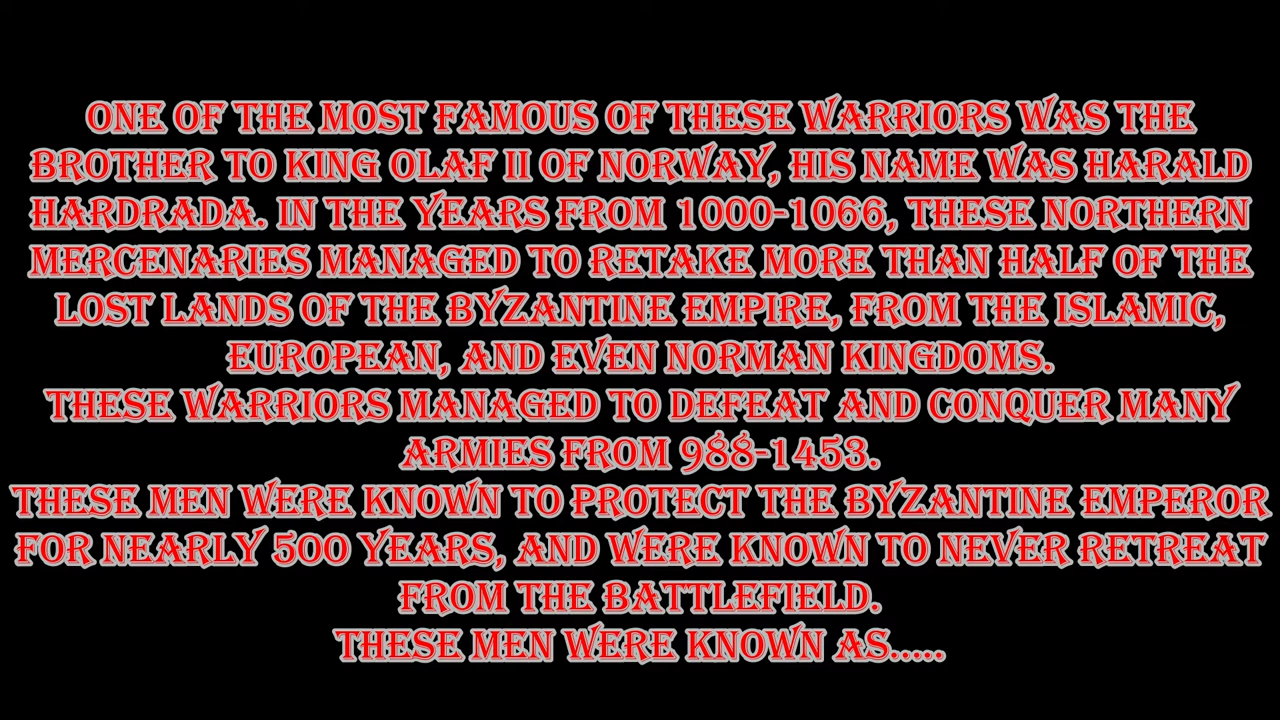 ONE OF THE MOST FAMOUS OF THESE WARRIORS WAS THE
BROTHER TO KING OLAF II OF NORWAY, HIS NAME WAS HARALD
HARDRADA. IN THE YEARS FROM 1000-1066, THESE NORTHERN
MERCENARIES MANAGED TO RETAKE MORE THAN HALF OF THE
LOST LANDS OF THE BYZANTINE EMPIRE, FROM THE ISLAMIC,
EUROPEAN, AND EVEN NORMAN KINGDOMS.
THESE WARRIORS MANAGED TO DEFEAT AND CONQUER MANY
ARMIES FROM 988-1453.
THESE MEN WERE KNOWN TO PROTECT THE BYZANTINE EMPEROR
FOR NEARLY 500 YEARS, AND WERE KNOWN TO NEVER RETREAT
FROM THE BATTLEFIELD.
THESE MEN WERE KNOWN AS.....